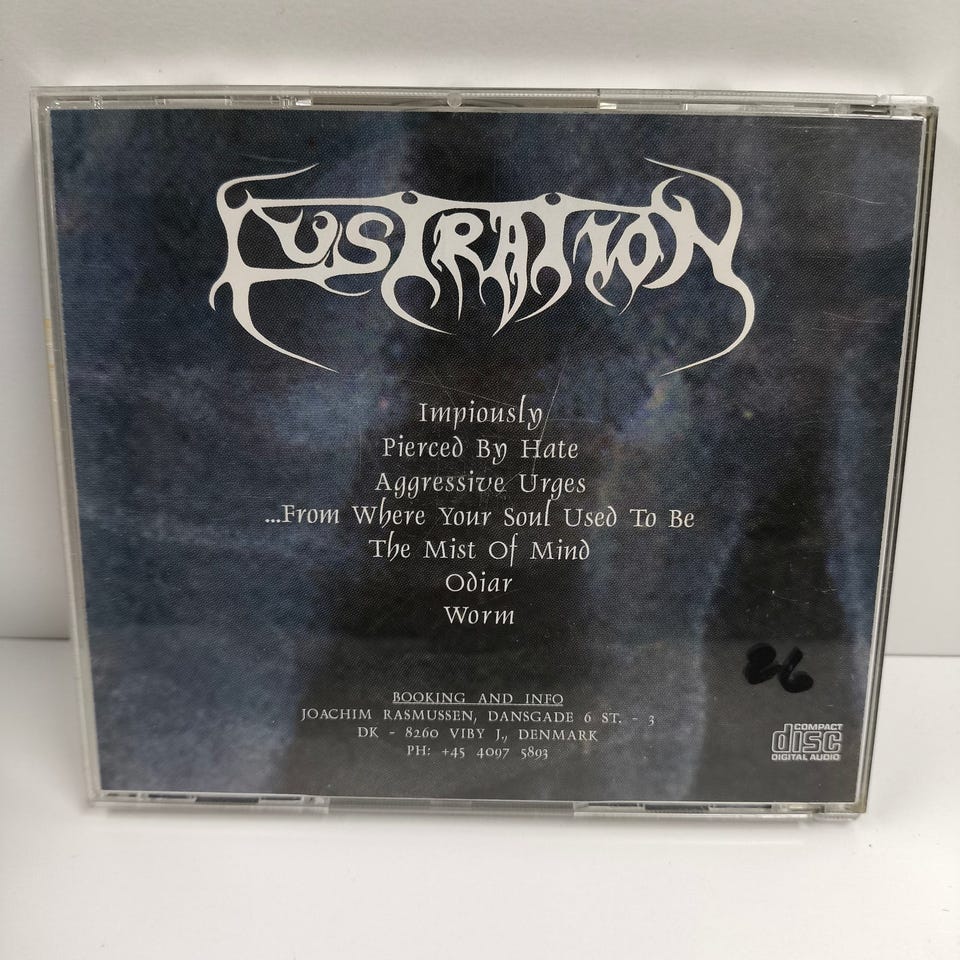 LUSTRATION
Impiously
Pierced By Hate
Aggressive Urges
...From Where Your Soul Used To Be
The Mist Of Mind
Odiar
Worm
BOOKING AND INFO
JOACHIM RASMUSSEN, DANSGADE 6 ST. - 3
DK - 8260 VIBY J., DENMARK
PH: +45 4097 5893
26
COMPACT
disc
DIGITAL AUDIO